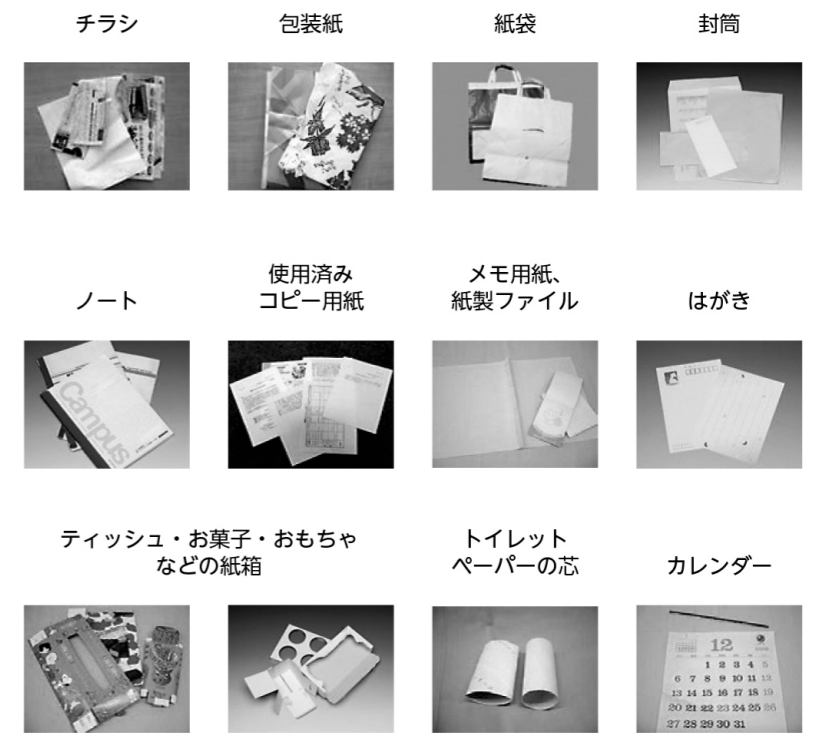 チラシ
包装紙
紙袋
封筒
ノート
使用済み
コピー用紙
メモ用紙、
紙製ファイル
はがき
Campus
ティッシュ・お菓子・おもちゃ
などの紙箱
トイレット
ペーパーの芯
カレンダー
12
1 2 3 4 5
6 7 8 9 10 11 12
13 14 15 16 17 18 19
20 21 22 23 24 25 26
27 28 29 30 31